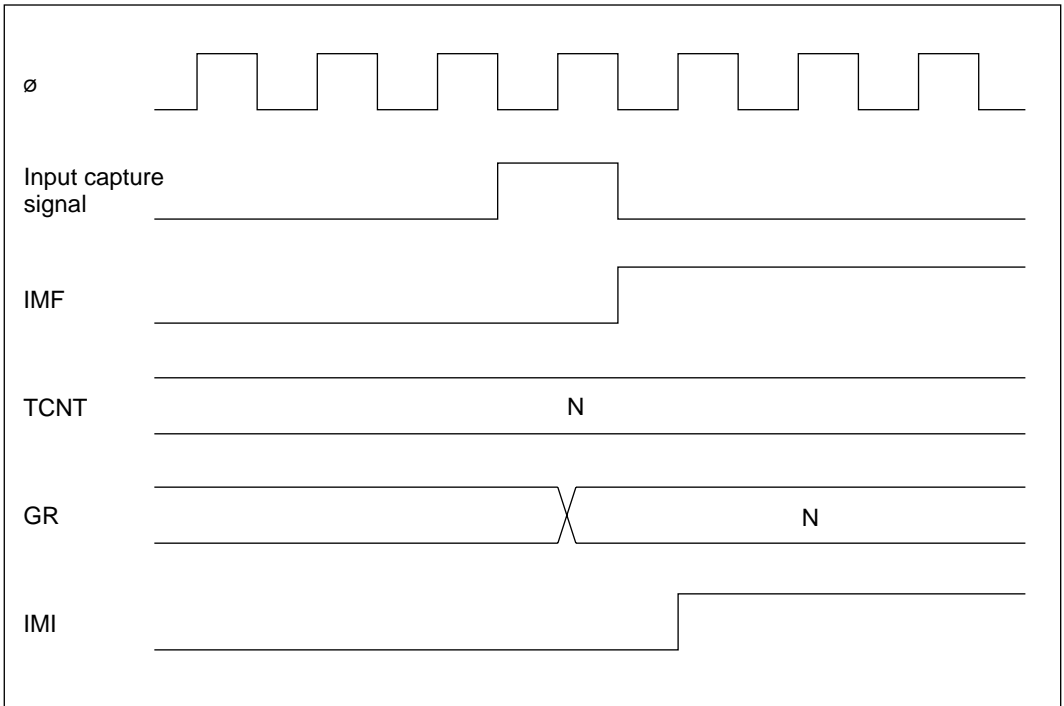 ø
Input capture
signal
IMF
TCNT
N
GR
N
IMI